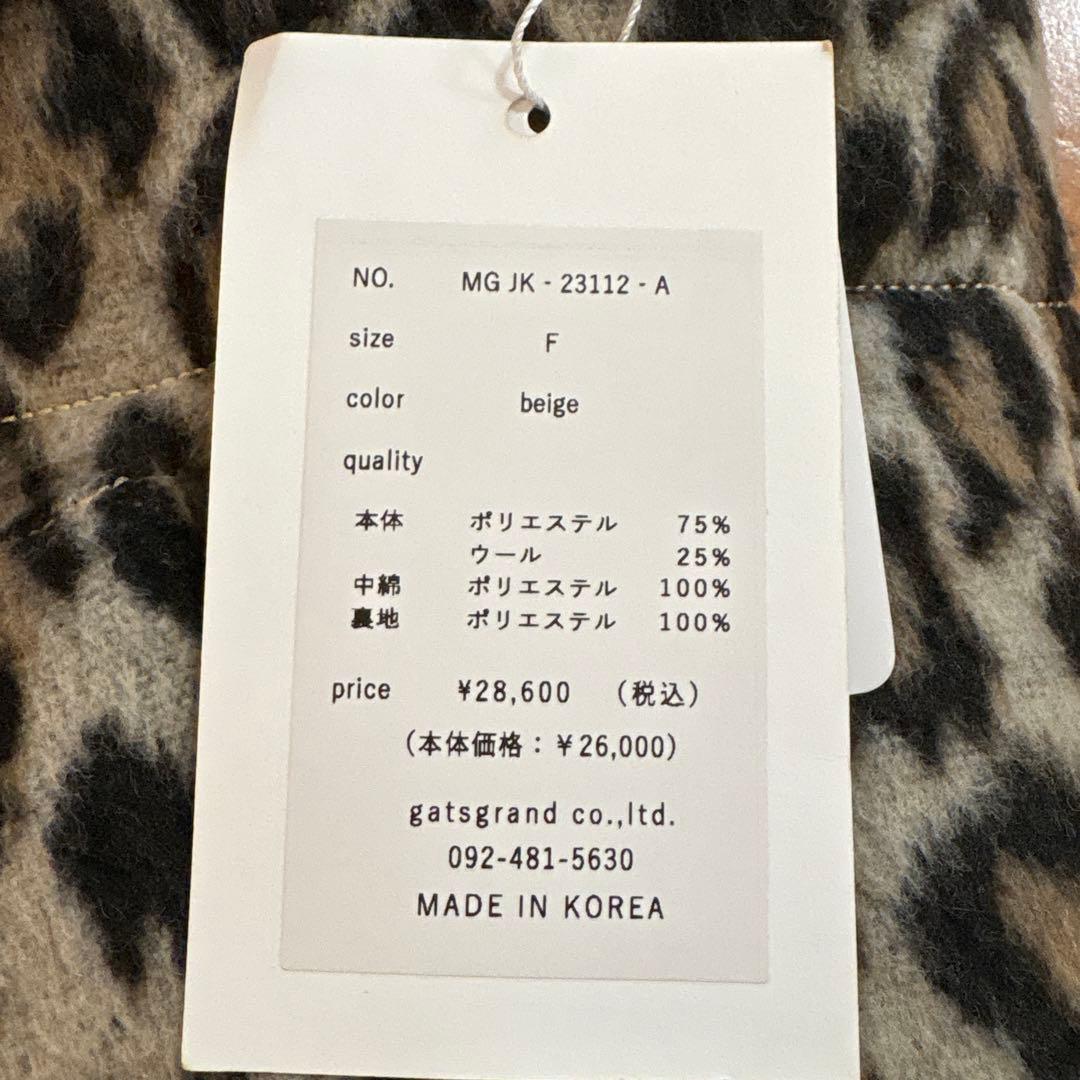 NO. MG JK - 23112 - A
size F
color beige
quality
本体 ポリエステル 75%
ウール 25%
中綿 ポリエステル 100%
裏地 ポリエステル 100%
price ¥28,600 (税込)
(本体価格：¥26,000)
gatsgrand co.,ltd.
092-481-5630
MADE IN KOREA